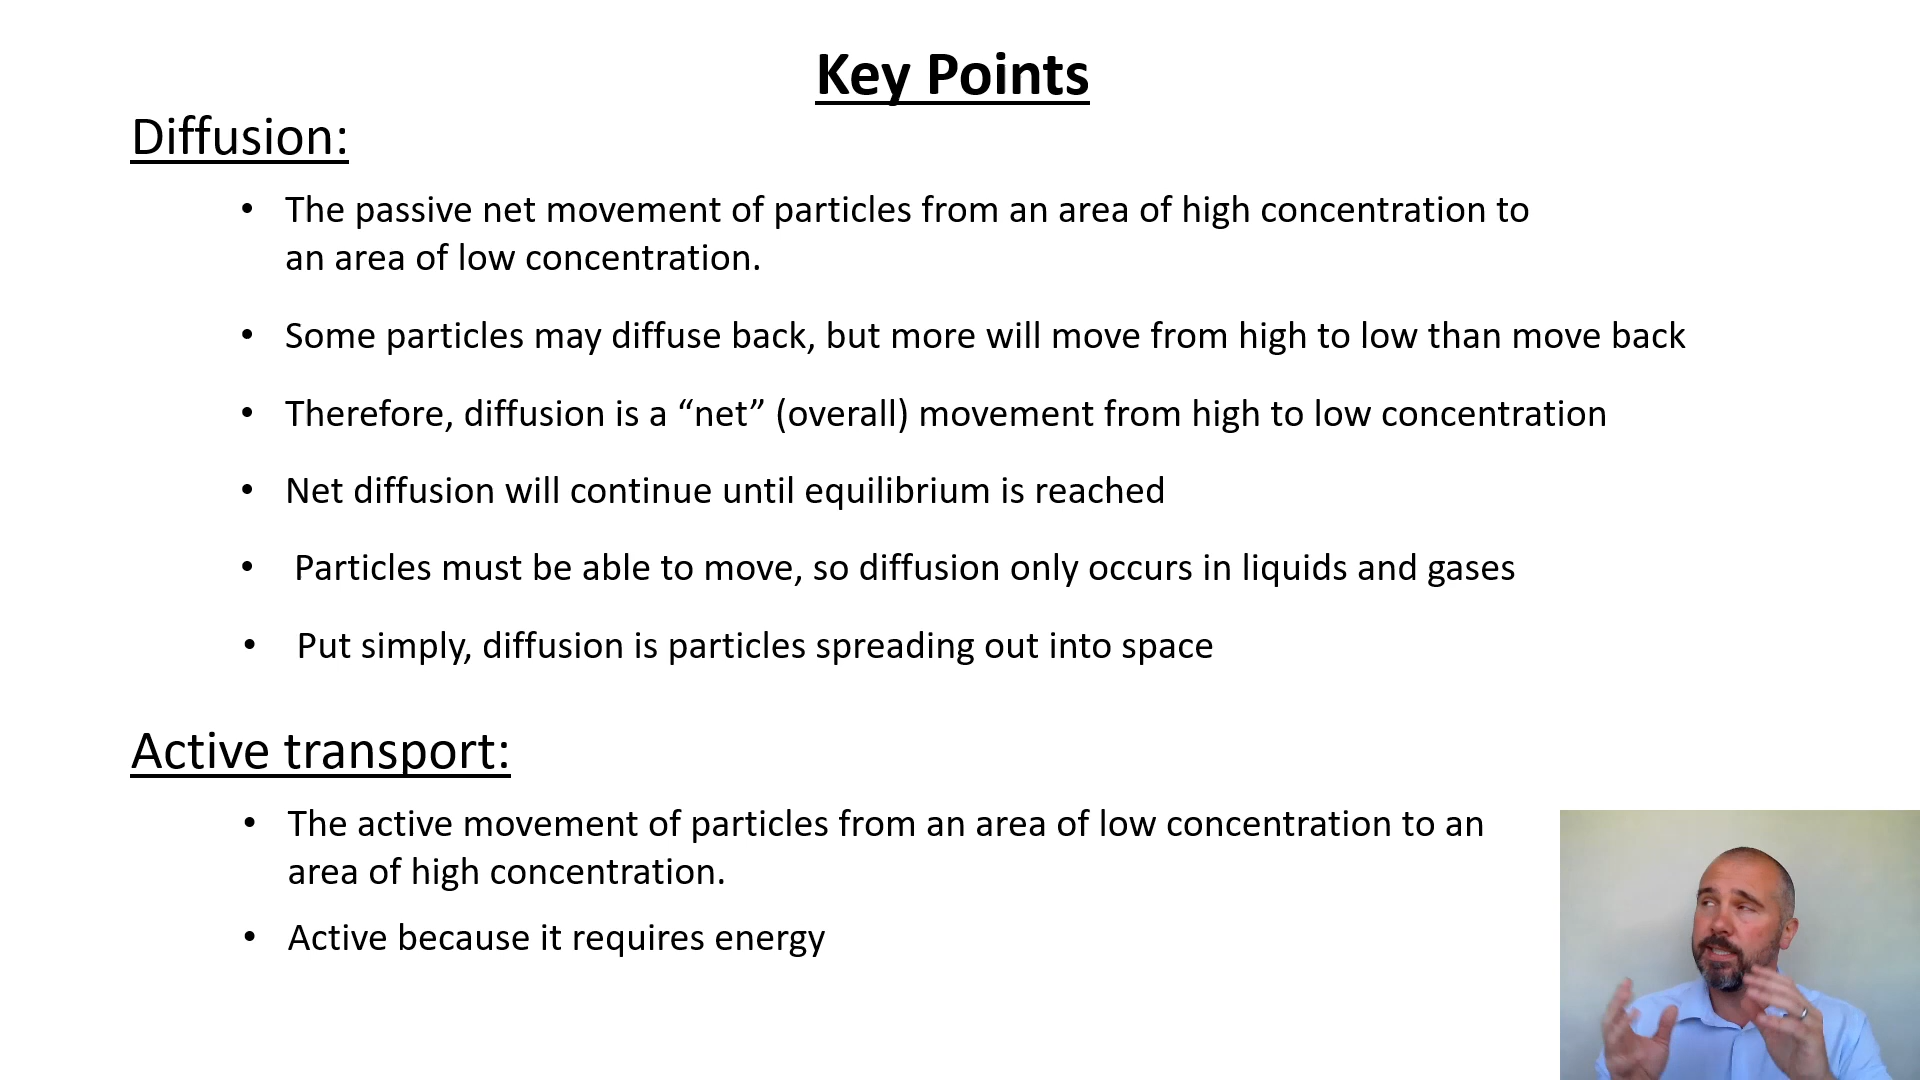 Key Points
Diffusion:
• The passive net movement of particles from an area of high concentration to
an area of low concentration.
• Some particles may diffuse back, but more will move from high to low than move back
• Therefore, diffusion is a “net” (overall) movement from high to low concentration
• Net diffusion will continue until equilibrium is reached
• Particles must be able to move, so diffusion only occurs in liquids and gases
• Put simply, diffusion is particles spreading out into space
Active transport:
• The active movement of particles from an area of low concentration to an
area of high concentration.
• Active because it requires energy